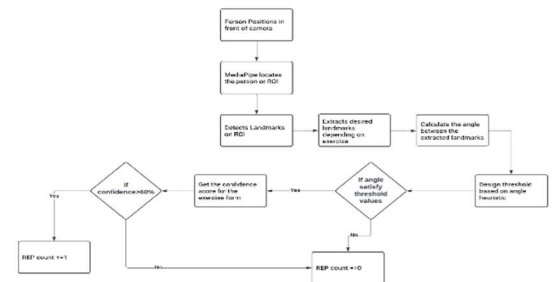 Person Positions in
front of camera
MediaPipe locates
the person or ROI
Detects Landmarks
on ROI
Extracts desired
landmarks
depending on
exercise
Calculate the angle
between the
extracted landmarks
Design threshold
based on angle
heuristic
If angle
satisfy
threshold
values
Yes
Get the confidence
score for the
exercise form
If
confidence>80%
Yes
REP count +=1
No
No
REP count +=0